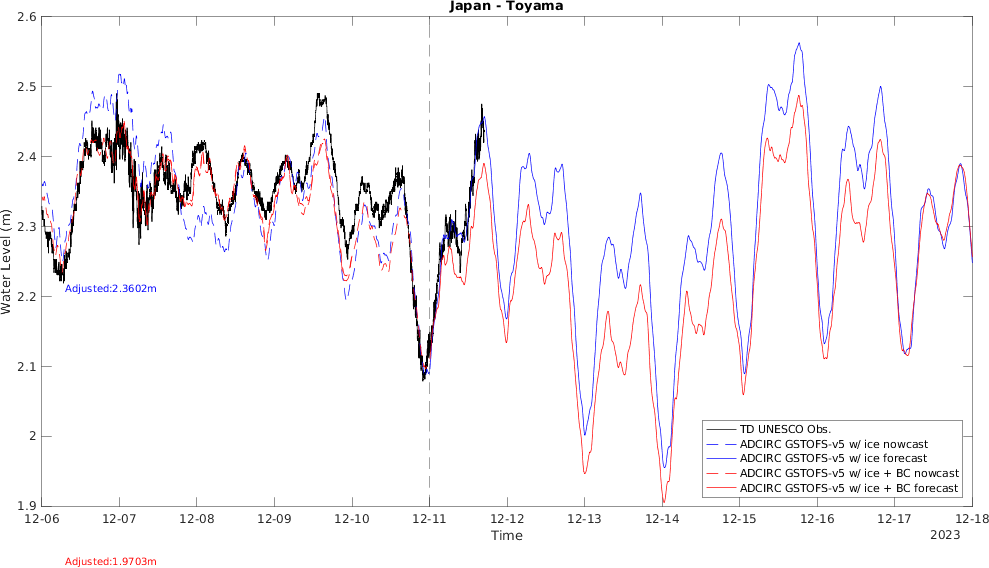 Japan - Toyama
2.6
2.5
2.4
2.3
2.2
2.1
2
1.9
Water Level (m)
Adjusted:2.3602m
TD UNESCO Obs.
ADCIRC GSTOFS-v5 w/ ice nowcast
ADCIRC GSTOFS-v5 w/ ice forecast
ADCIRC GSTOFS-v5 w/ ice + BC nowcast
ADCIRC GSTOFS-v5 w/ ice + BC forecast
12-06 12-07 12-08 12-09 12-10 12-11 12-12 12-13 12-14 12-15 12-16 12-17 12-18
Time
2023
Adjusted:1.9703m